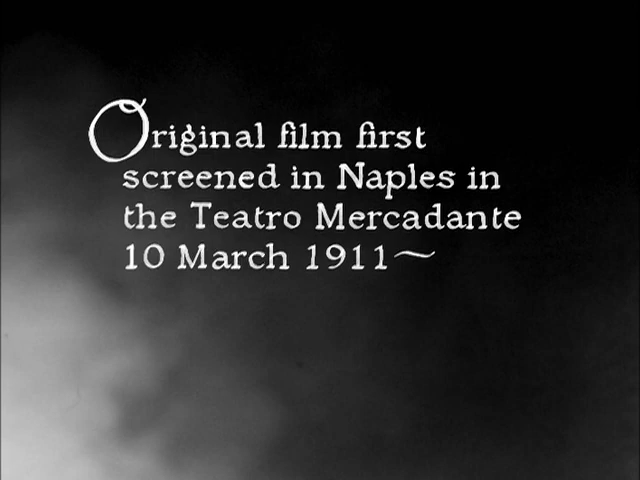 Original film first
screened in Naples in
the Teatro Mercadante
10 March 1911~